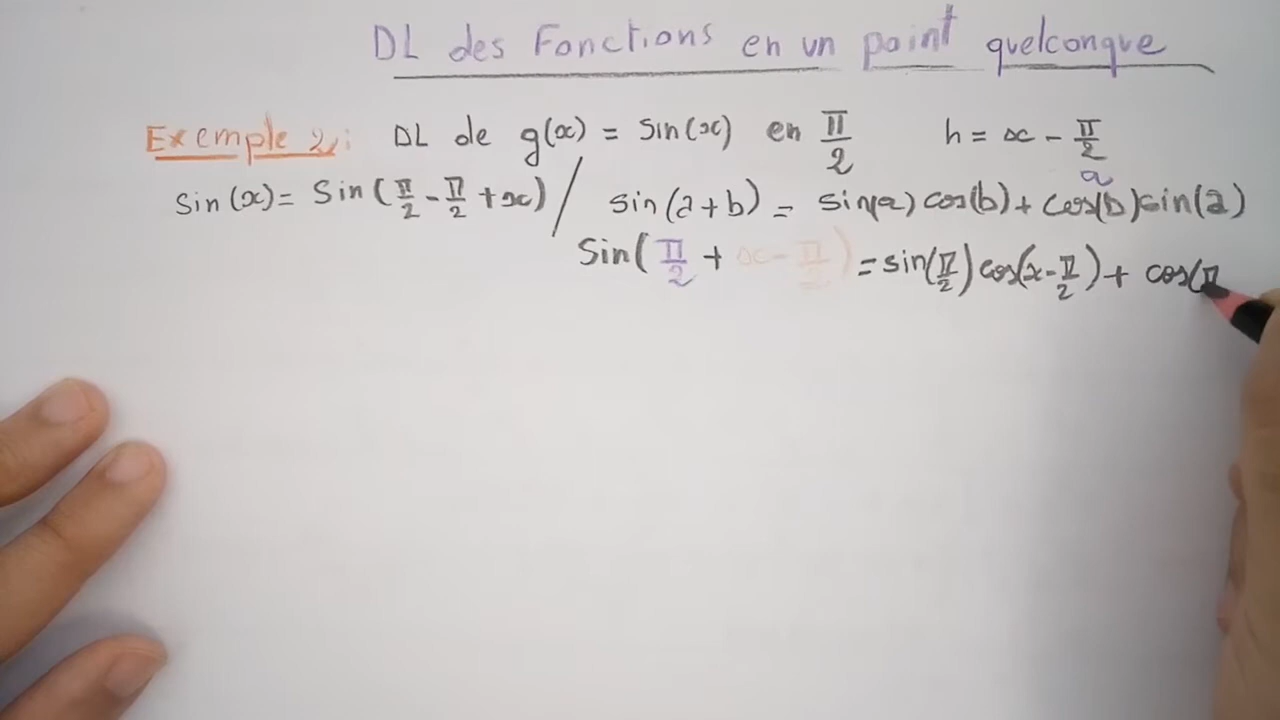 DL des Fonctions en un point quelconque
Exemple 2: DL de g(x) = sin(x) en π/2 h = x - π/2
a
sin(x) = sin(π/2 - π/2 + x) / sin(a+b) = sin(a) cos(b) + cos(b) sin(a)
sin(π/2 + x - π/2) = sin(π/2) cos(x - π/2) + cos(π